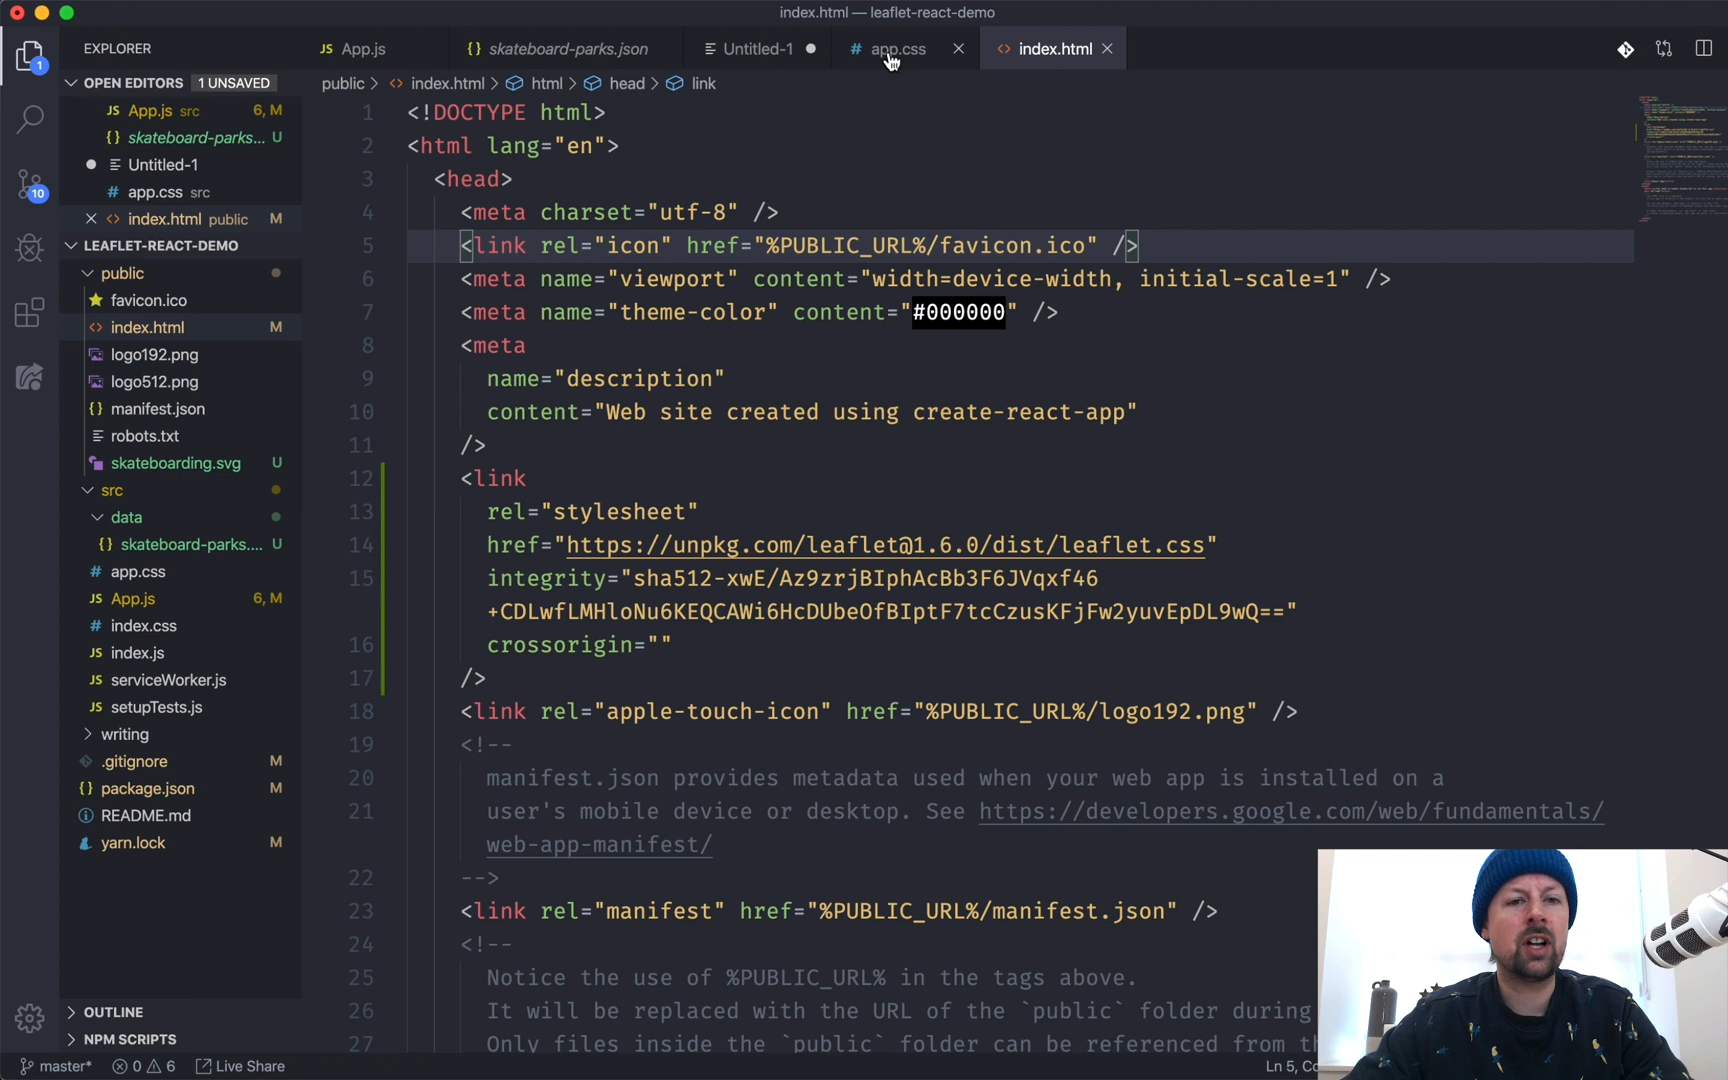 index.html — leaflet-react-demo
EXPLORER
JS App.js
{} skateboard-parks.json
Untitled-1
# app.css
<> index.html
OPEN EDITORS 1 UNSAVED
public > <> index.html > html > head > link
JS App.js src 6, M
{} skateboard-parks... U
Untitled-1
# app.css src
<> index.html public M
LEAFLET-REACT-DEMO
public
favicon.ico
<> index.html M
logo192.png
logo512.png
{} manifest.json
robots.txt
skateboarding.svg U
src
data
{} skateboard-parks.... U
# app.css
JS App.js 6, M
# index.css
JS index.js
JS serviceWorker.js
JS setupTests.js
> writing
.gitignore M
{} package.json M
README.md
yarn.lock M
> OUTLINE
> NPM SCRIPTS
1
10
1 <!DOCTYPE html>
2 <html lang="en">
3 <head>
4 <meta charset="utf-8" />
5 <link rel="icon" href="%PUBLIC_URL%/favicon.ico" />
6 <meta name="viewport" content="width=device-width, initial-scale=1" />
7 <meta name="theme-color" content="#000000" />
8 <meta
9 name="description"
10 content="Web site created using create-react-app"
11 />
12 <link
13 rel="stylesheet"
14 href="https://unpkg.com/leaflet@1.6.0/dist/leaflet.css"
15 integrity="sha512-xwE/Az9zrjBIphAcBb3F6JVqxf46
+CDLwfLMHloNu6KEQCAWi6HcDUbeOfBIptF7tcCzusKFjFw2yuvEpDL9wQ=="
16 crossorigin=""
17 />
18 <link rel="apple-touch-icon" href="%PUBLIC_URL%/logo192.png" />
19 <!--
20 manifest.json provides metadata used when your web app is installed on a
21 user's mobile device or desktop. See https://developers.google.com/web/fundamentals/
web-app-manifest/
22 -->
23 <link rel="manifest" href="%PUBLIC_URL%/manifest.json" />
24 <!--
25 Notice the use of %PUBLIC_URL% in the tags above.
26 It will be replaced with the URL of the `public` folder during
27 Only files inside the `public` folder can be referenced from
master* 0 6 Live Share
Ln 5,